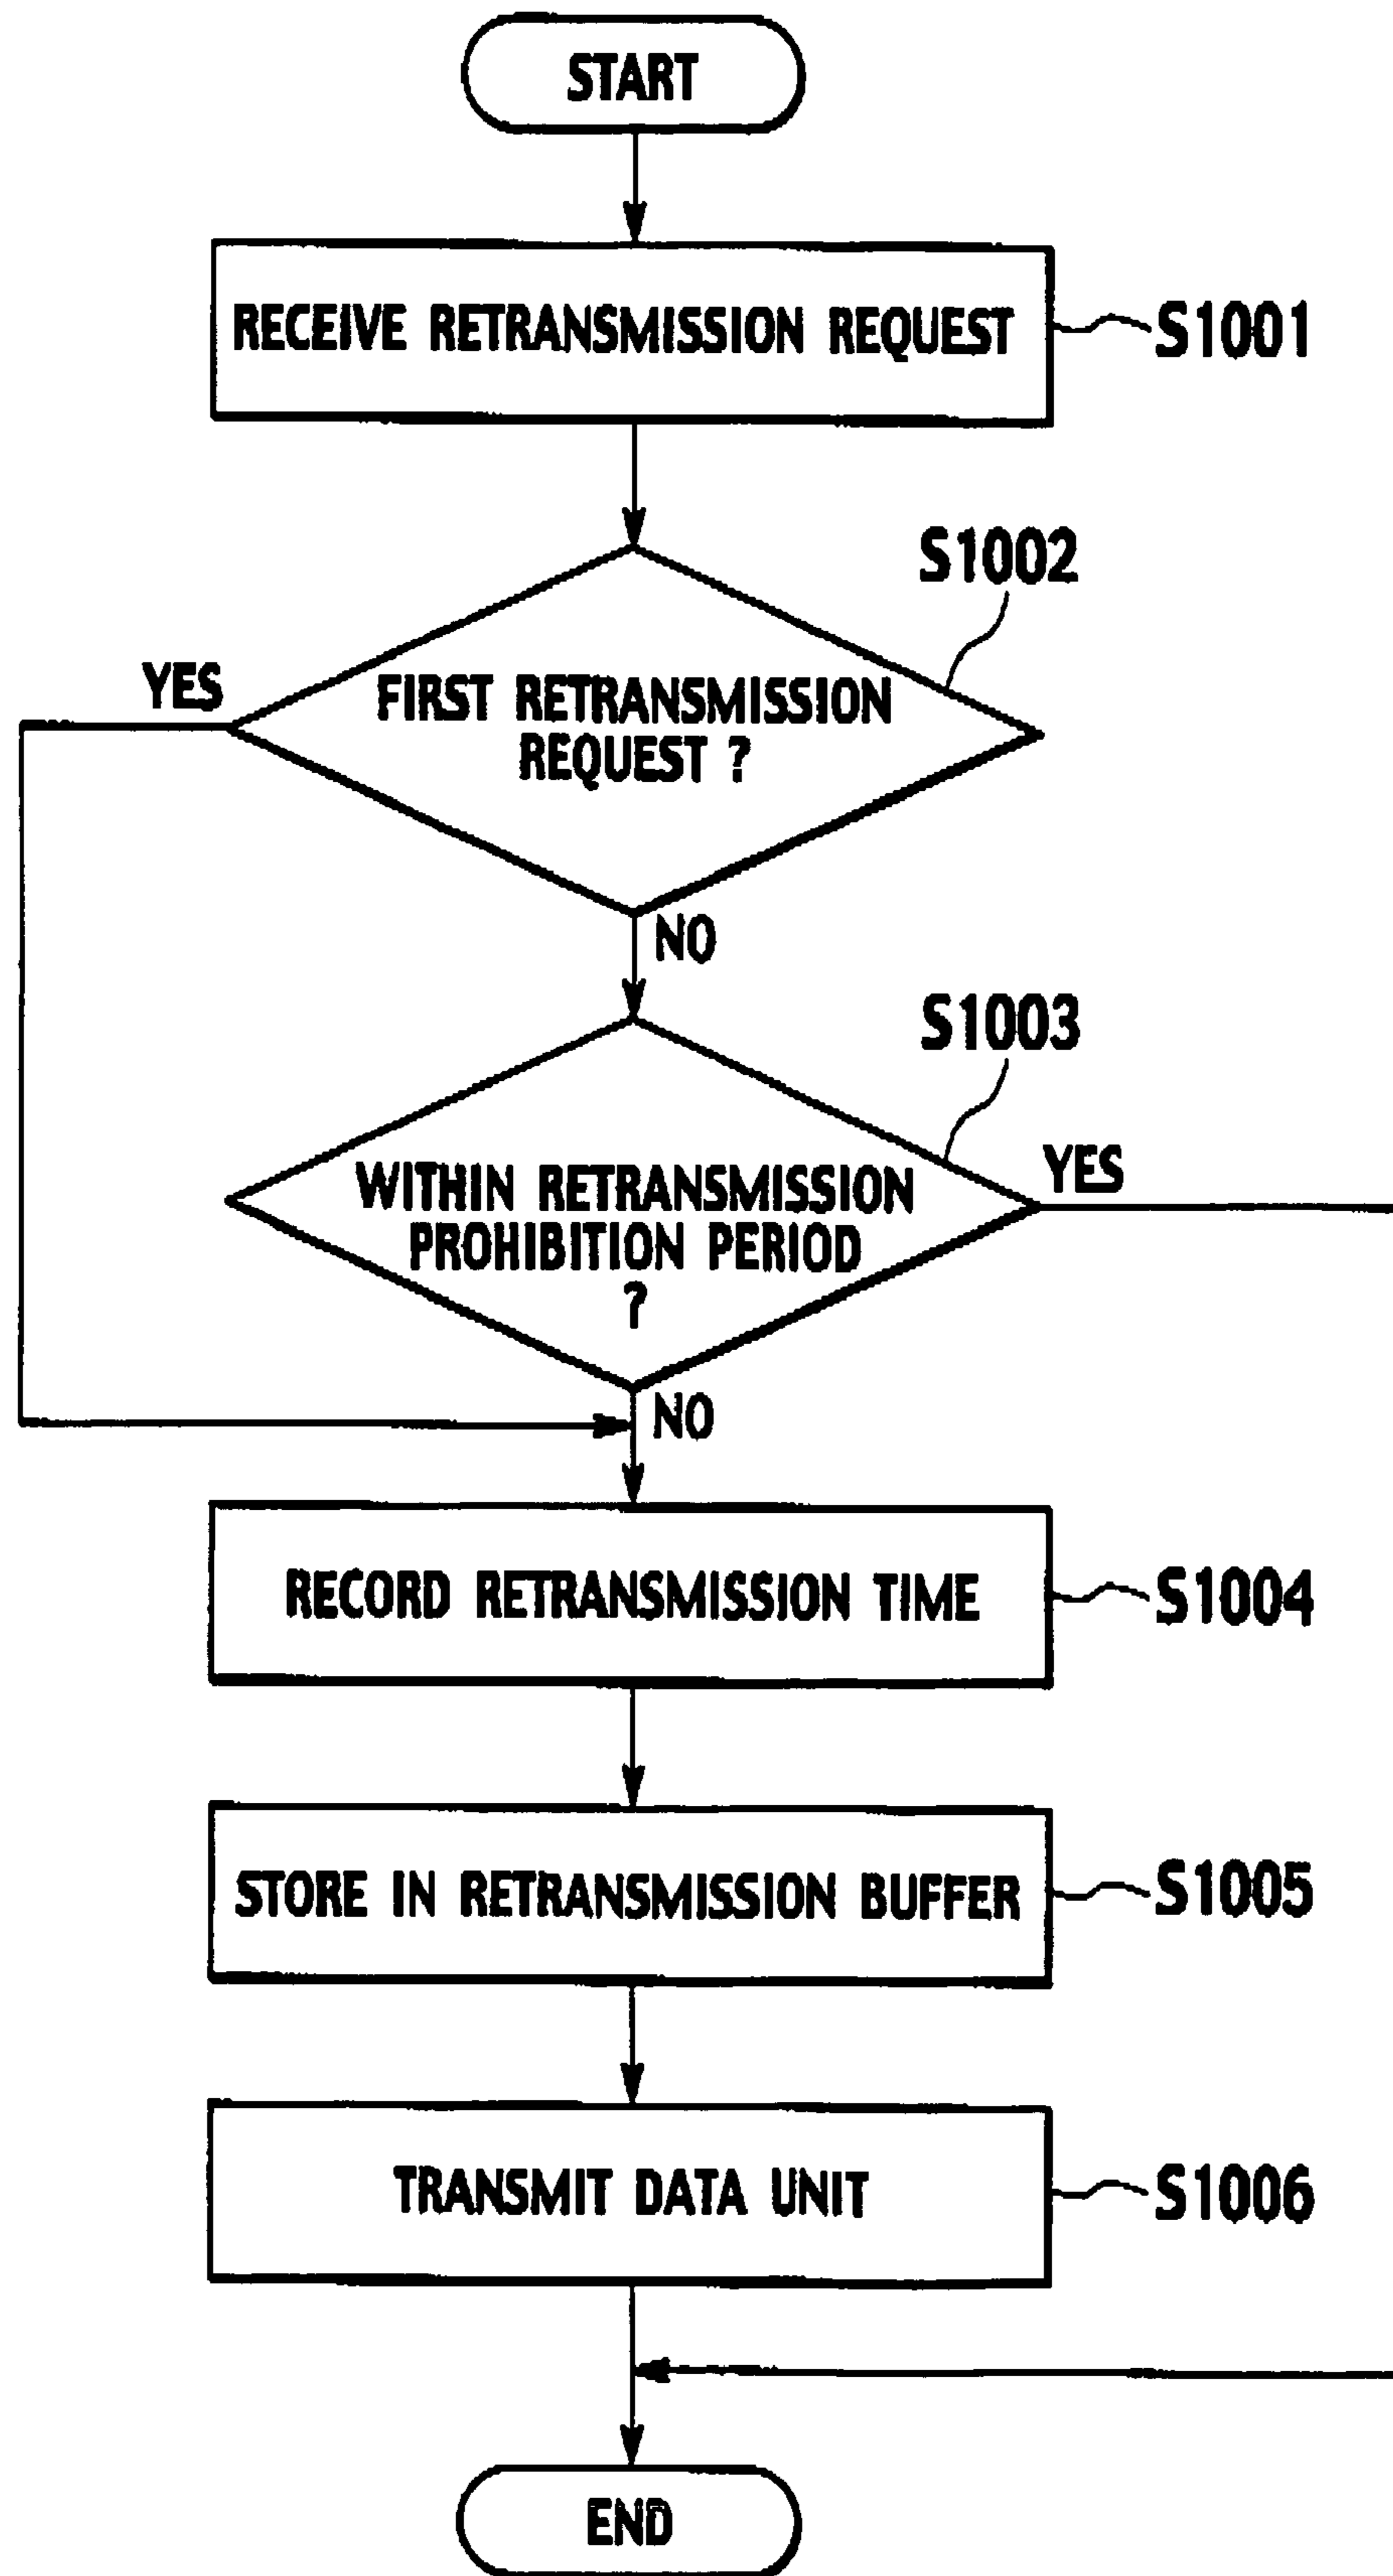 START
RECEIVE RETRANSMISSION REQUEST
S1001
S1002
YES
FIRST RETRANSMISSION
REQUEST ?
NO
S1003
YES
WITHIN RETRANSMISSION
PROHIBITION PERIOD
?
NO
RECORD RETRANSMISSION TIME
S1004
STORE IN RETRANSMISSION BUFFER
S1005
TRANSMIT DATA UNIT
S1006
END